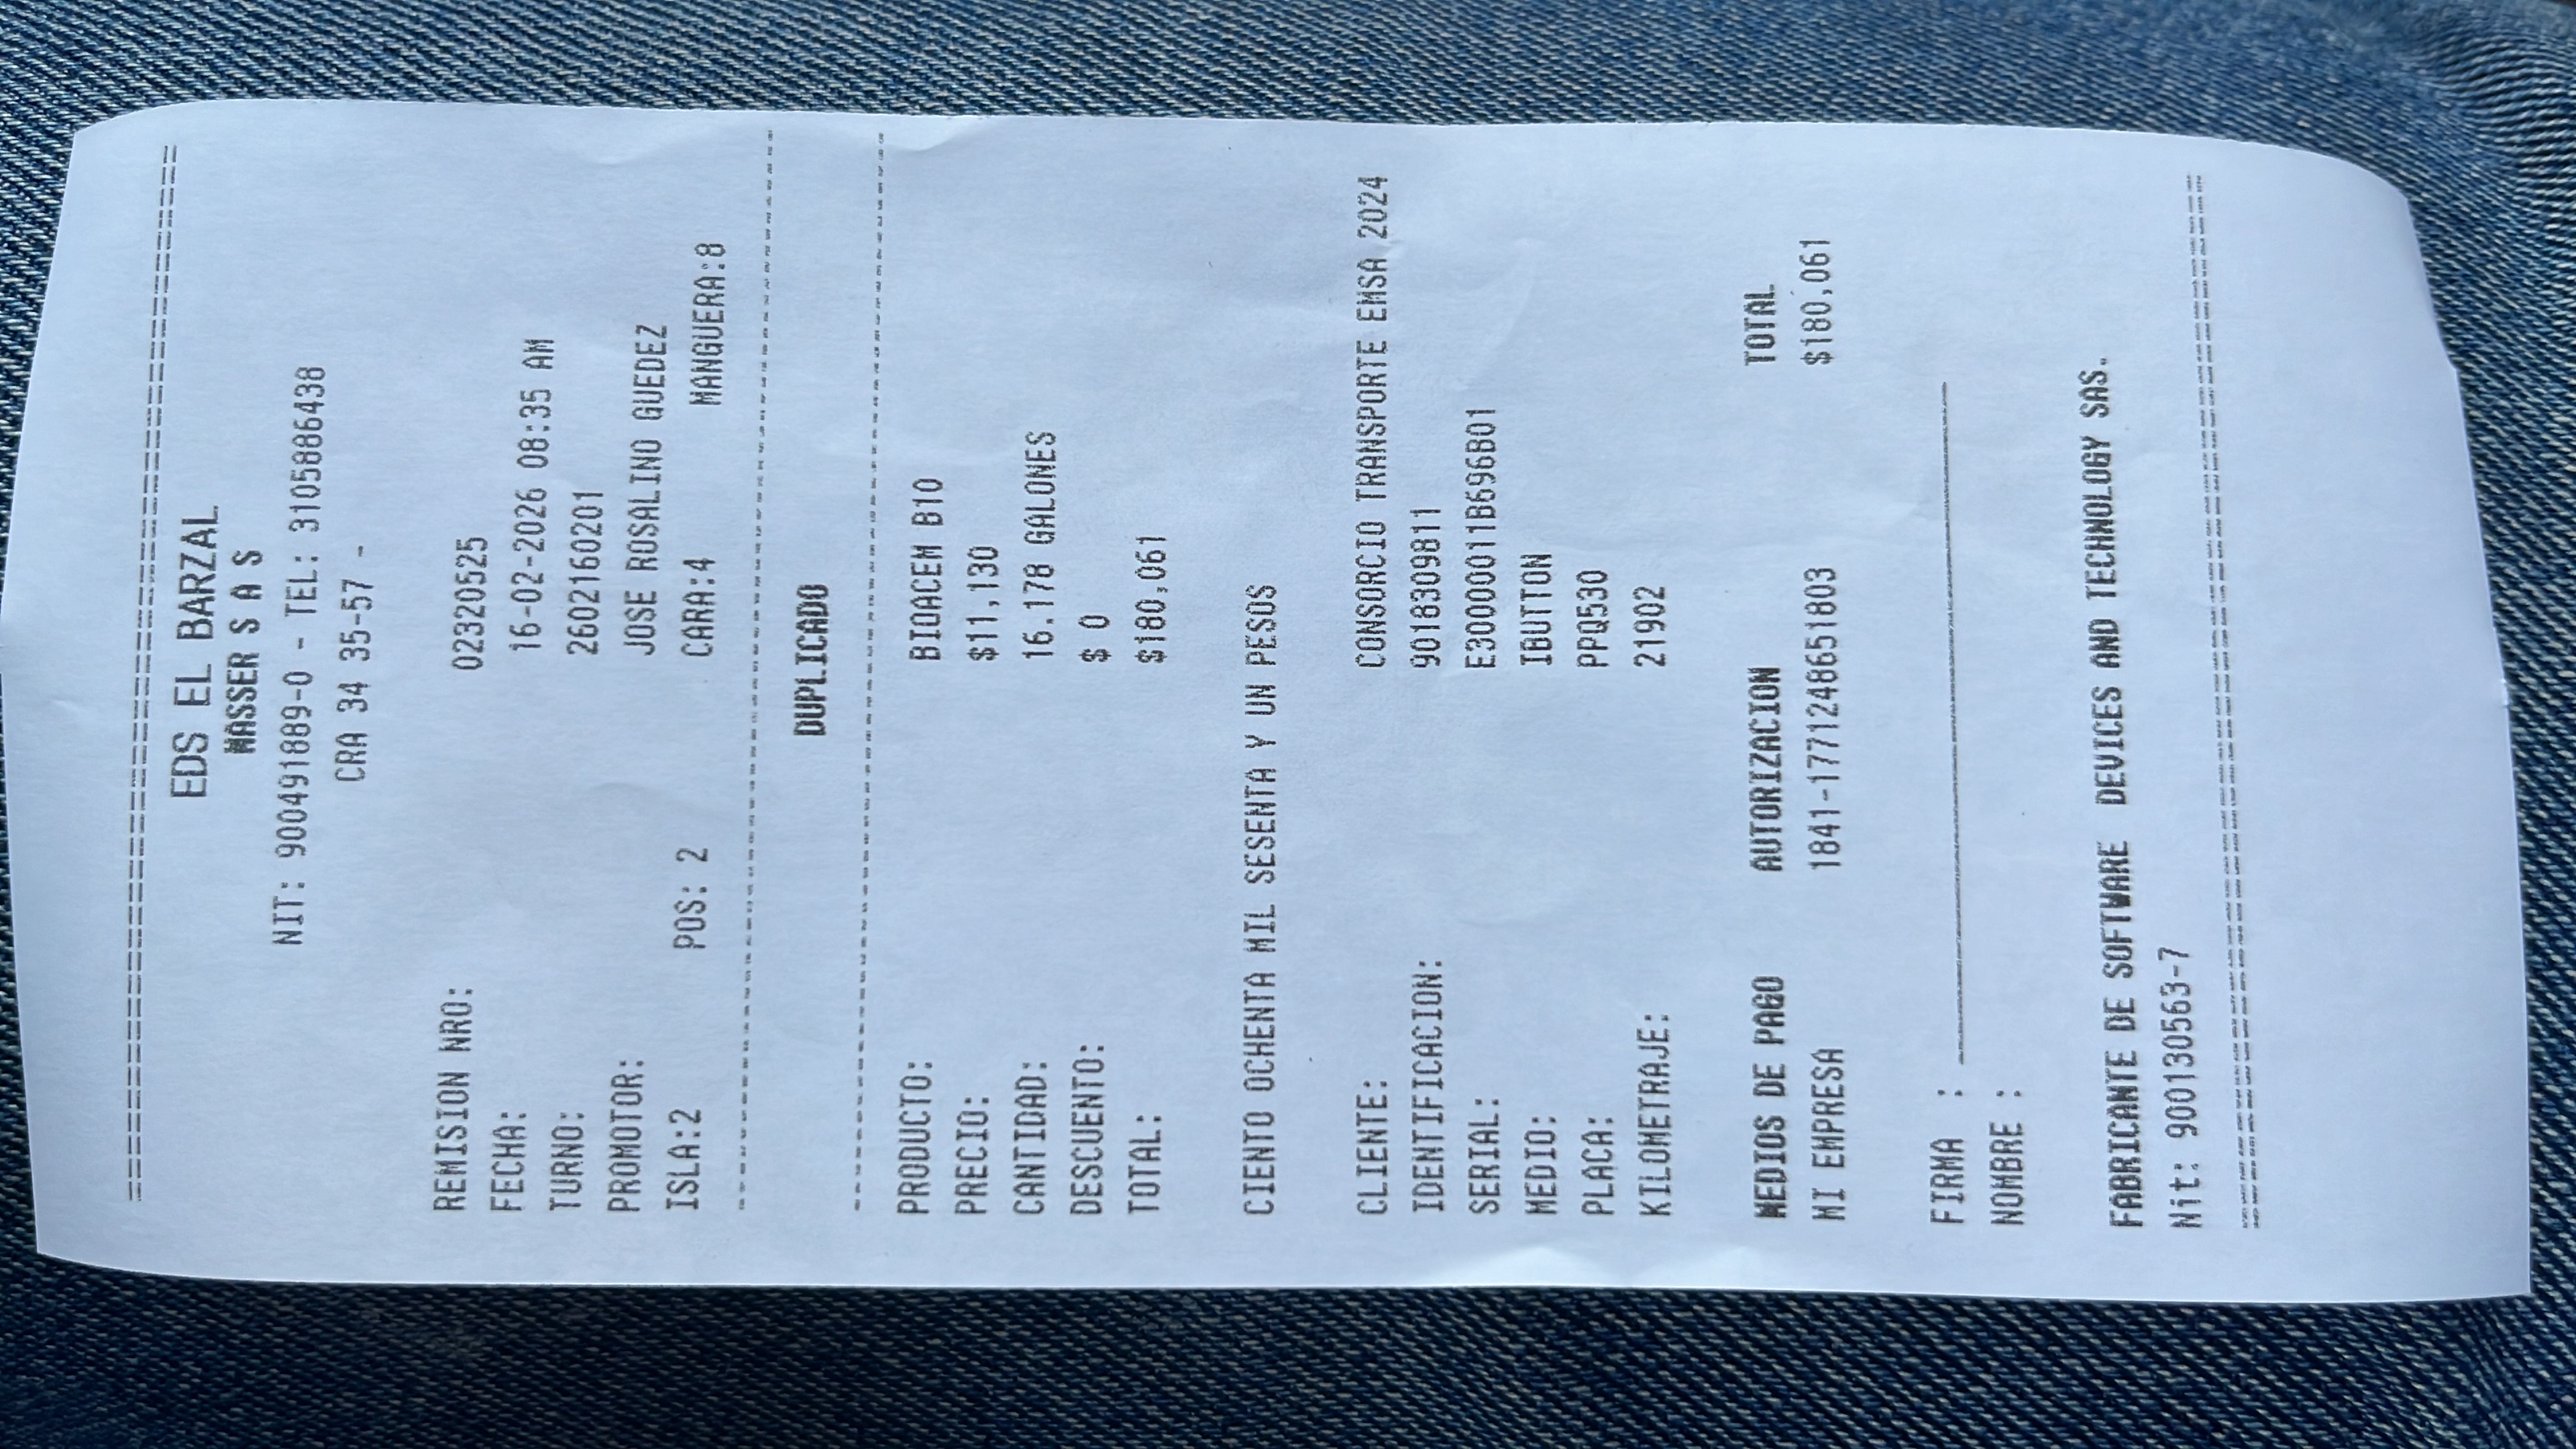 EDS EL BARZAL
MASSER S A S
NIT: 900491889-0 - TEL: 3105886438
CRA 34 35-57 -
REMISION NRO: 02320525
FECHA: 16-02-2026 08:35 AM
TURNO: 2602160201
PROMOTOR: JOSE ROSALINO GUEDEZ
ISLA:2 POS: 2 CARA:4 MANGUERA:8
DUPLICADO
PRODUCTO: BIOACEM B10
PRECIO: $11,130
CANTIDAD: 16.178 GALONES
DESCUENTO: $ 0
TOTAL: $180,061
CIENTO OCHENTA MIL SESENTA Y UN PESOS
CLIENTE: CONSORCIO TRANSPORTE EMSA 2024
IDENTIFICACION: 9018309811
SERIAL: E30000011B696B01
MEDIO: IBUTTON
PLACA: PPQ530
KILOMETRAJE: 21902
MEDIOS DE PAGO AUTORIZACION TOTAL
MI EMPRESA 1841-1771248651803 $180,061
FIRMA :
NOMBRE :
FABRICANTE DE SOFTWARE DEVICES AND TECHNOLOGY SAS.
Nit: 900130563-7